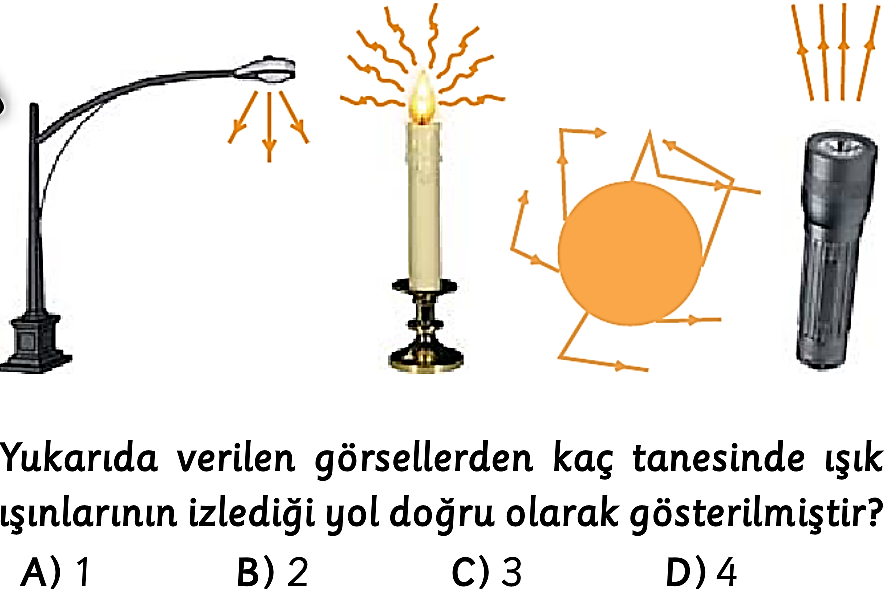 Yukarıda verilen görsellerden kaç tanesinde ışık
ışınlarının izlediği yol doğru olarak gösterilmiştir?
A) 1 B) 2 C) 3 D) 4